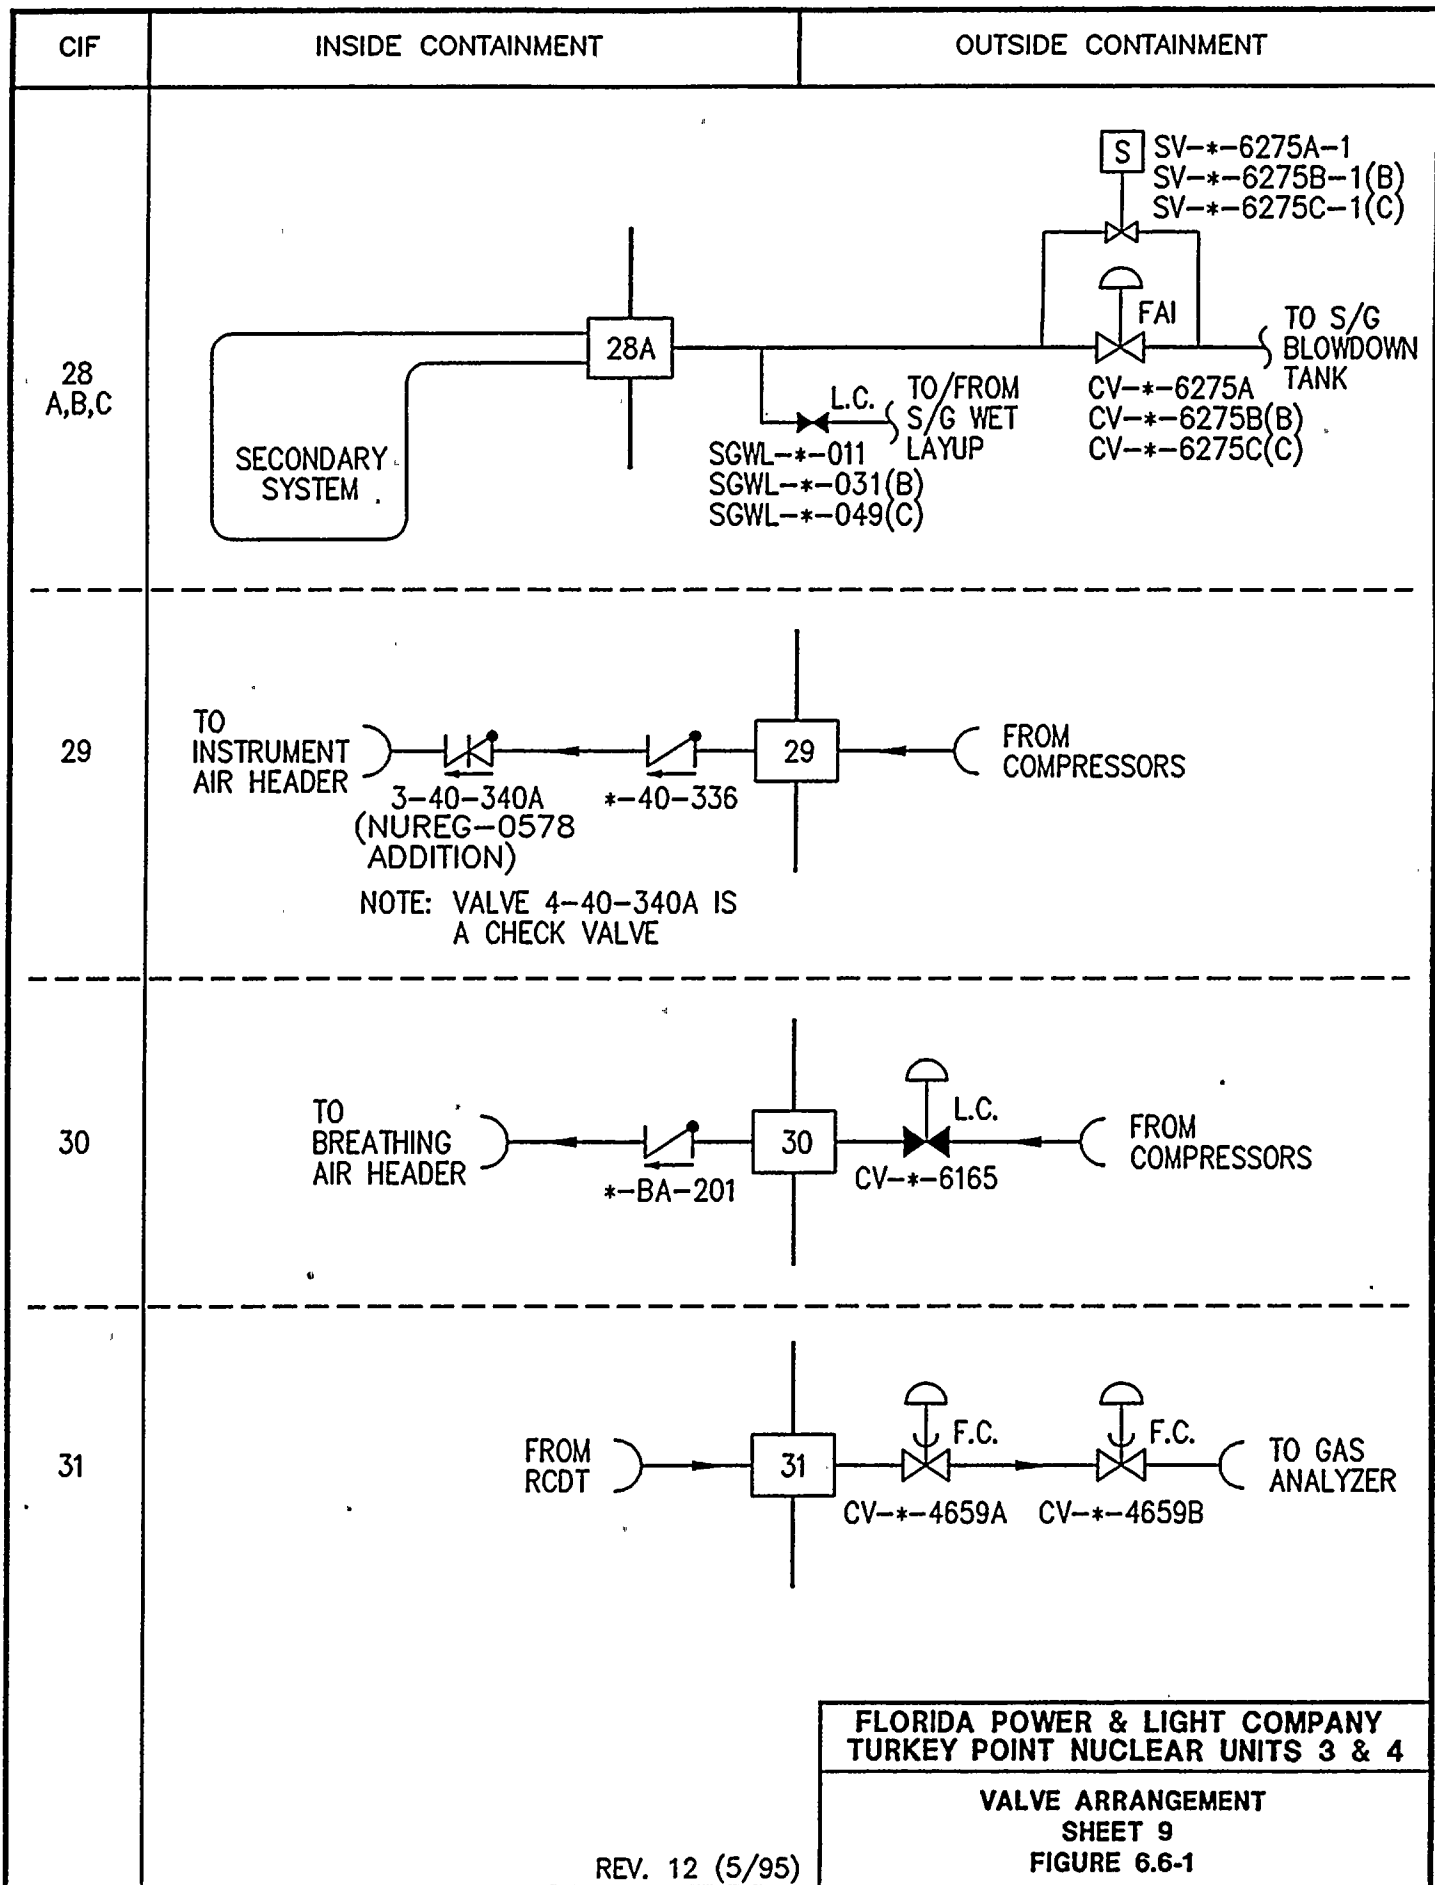 CIF
INSIDE CONTAINMENT
OUTSIDE CONTAINMENT
28
A,B,C
SECONDARY
SYSTEM
28A
S
SV-*-6275A-1
SV-*-6275B-1(B)
SV-*-6275C-1(C)
FAI
TO S/G
BLOWDOWN
TANK
CV-*-6275A
CV-*-6275B(B)
CV-*-6275C(C)
L.C.
TO/FROM
S/G WET
LAYUP
SGWL-*-011
SGWL-*-031(B)
SGWL-*-049(C)
29
TO
INSTRUMENT
AIR HEADER
3-40-340A
(NUREG-0578
ADDITION)
*-40-336
29
FROM
COMPRESSORS
NOTE: VALVE 4-40-340A IS
A CHECK VALVE
30
TO
BREATHING
AIR HEADER
*-BA-201
30
L.C.
CV-*-6165
FROM
COMPRESSORS
31
FROM
RCDT
31
F.C.
CV-*-4659A
F.C.
CV-*-4659B
TO GAS
ANALYZER
FLORIDA POWER & LIGHT COMPANY
TURKEY POINT NUCLEAR UNITS 3 & 4
VALVE ARRANGEMENT
SHEET 9
FIGURE 6.6-1
REV. 12 (5/95)